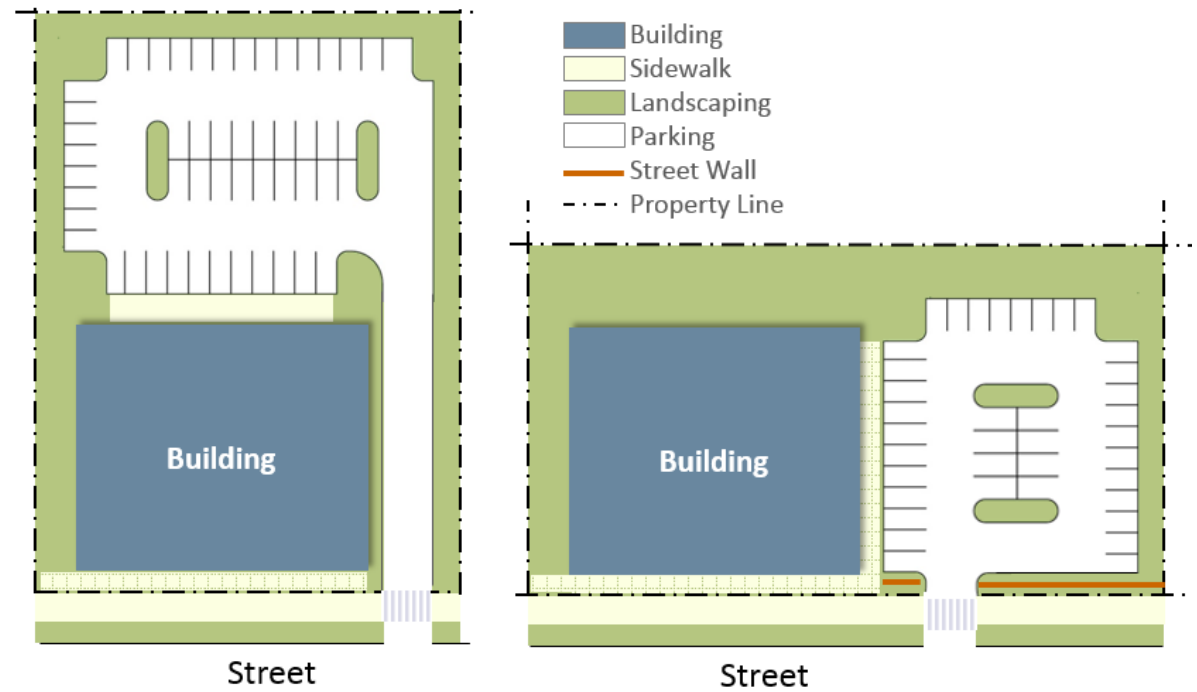 Building
Sidewalk
Landscaping
Parking
Street Wall
Property Line
Building
Building
Street
Street